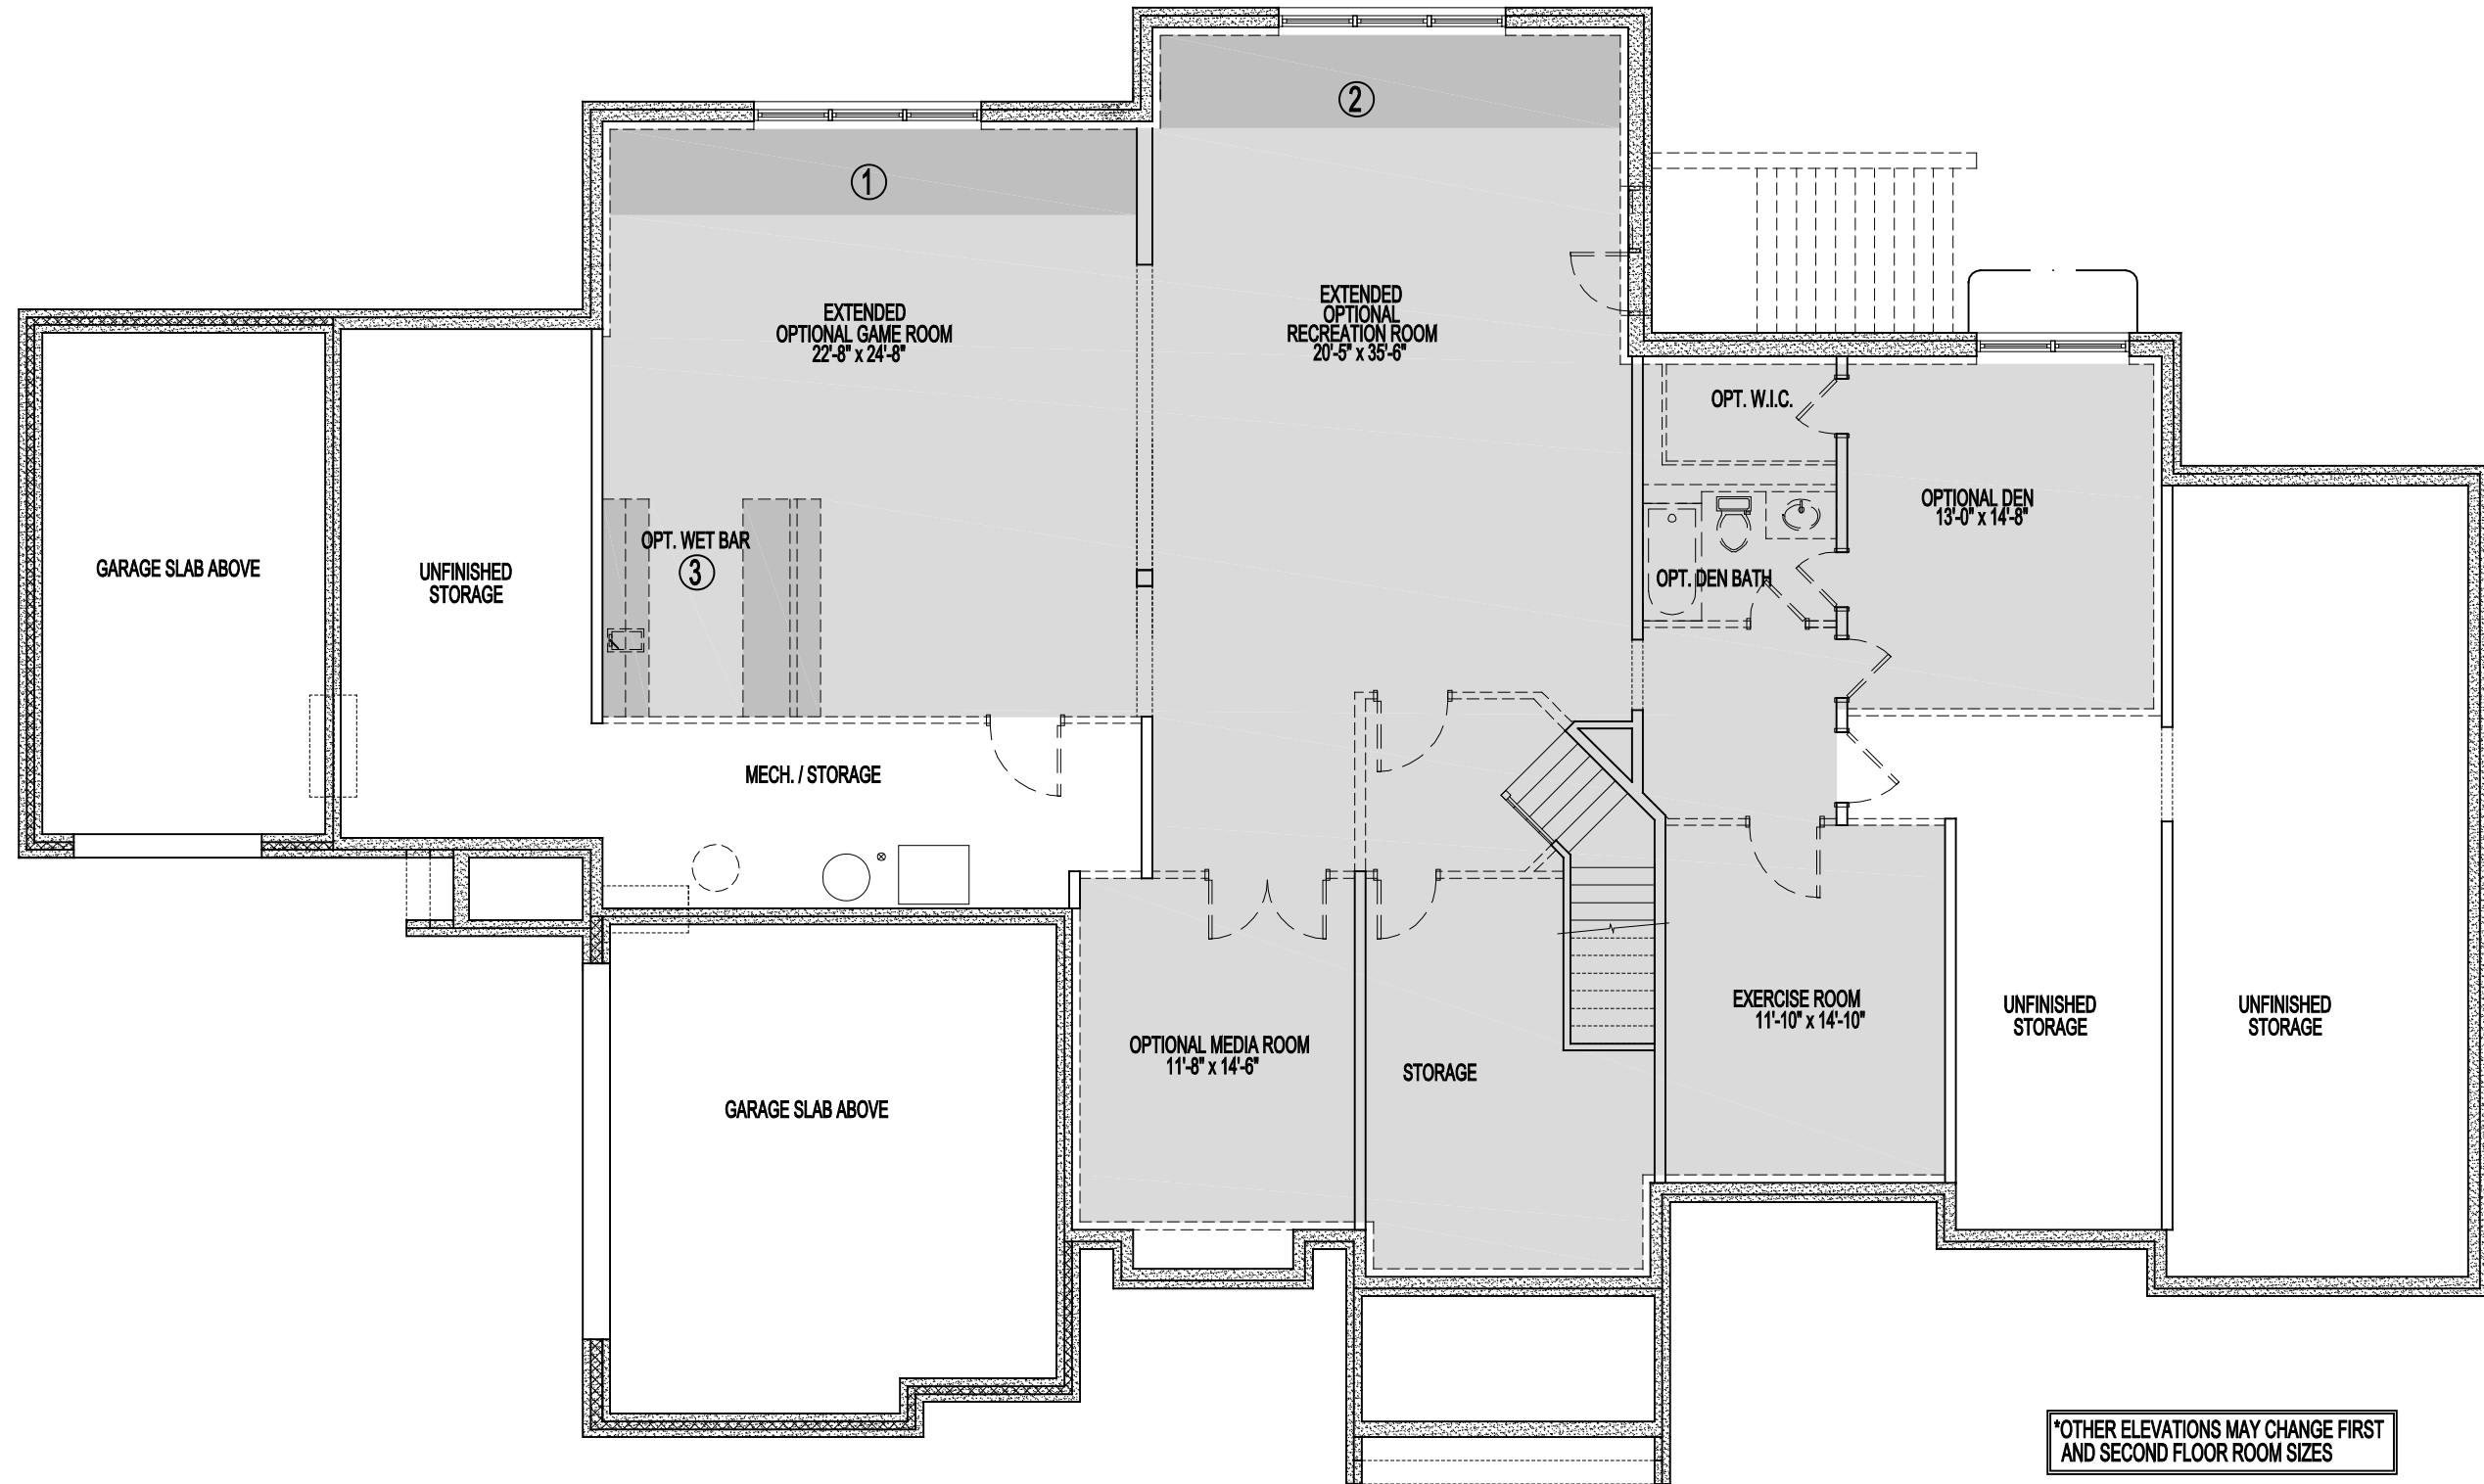 ②
①
EXTENDED
OPTIONAL GAME ROOM
22'-8" x 24'-8"
EXTENDED
OPTIONAL
RECREATION ROOM
20'-5" x 35'-6"
OPT. W.I.C.
OPTIONAL DEN
13'-0" x 14'-8"
OPT. WET BAR
③
GARAGE SLAB ABOVE
UNFINISHED
STORAGE
OPT. DEN BATH
MECH. / STORAGE
EXERCISE ROOM
11'-10" x 14'-10"
UNFINISHED
STORAGE
UNFINISHED
STORAGE
OPTIONAL MEDIA ROOM
11'-8" x 14'-6"
STORAGE
GARAGE SLAB ABOVE
*OTHER ELEVATIONS MAY CHANGE FIRST
AND SECOND FLOOR ROOM SIZES